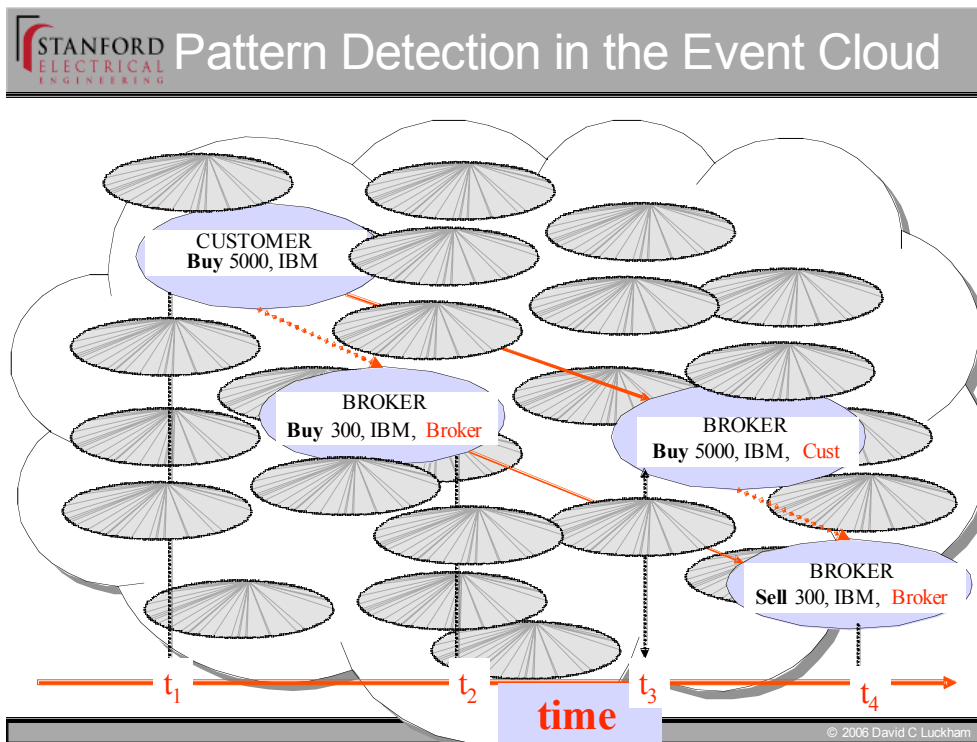 STANFORD
ELECTRICAL
ENGINEERING
Pattern Detection in the Event Cloud
CUSTOMER
Buy 5000, IBM
BROKER
Buy 300, IBM, Broker
BROKER
Buy 5000, IBM, Cust
BROKER
Sell 300, IBM, Broker
t1
t2
t3
t4
time
© 2006 David C Luckham